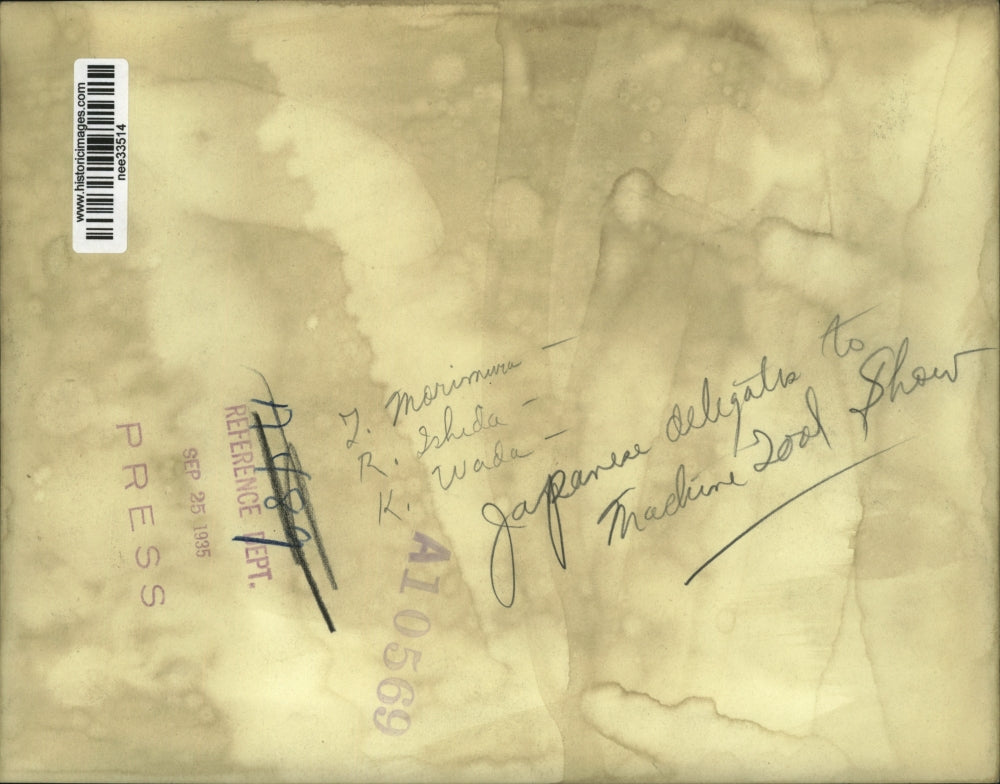 www.historicimages.com
nee33514
T. Morimura –
R. Ishida –
K. Wada –
Japanese delegates to
Machine Tool Show
A10569
REFERENCE DEPT.
SEP 25 1935
PRESS